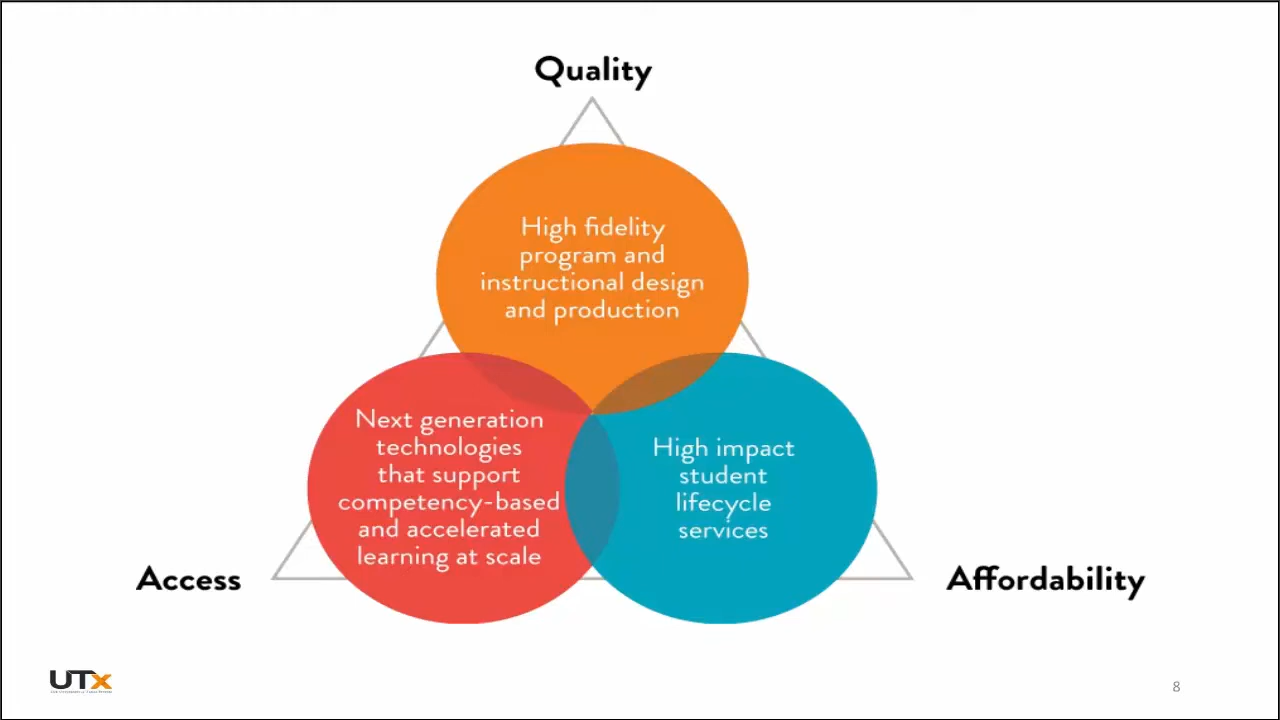 Quality
High fidelity
program and
instructional design
and production
Next generation
technologies
that support
competency-based
and accelerated
learning at scale
High impact
student
lifecycle
services
Access
Affordability
UTx
8